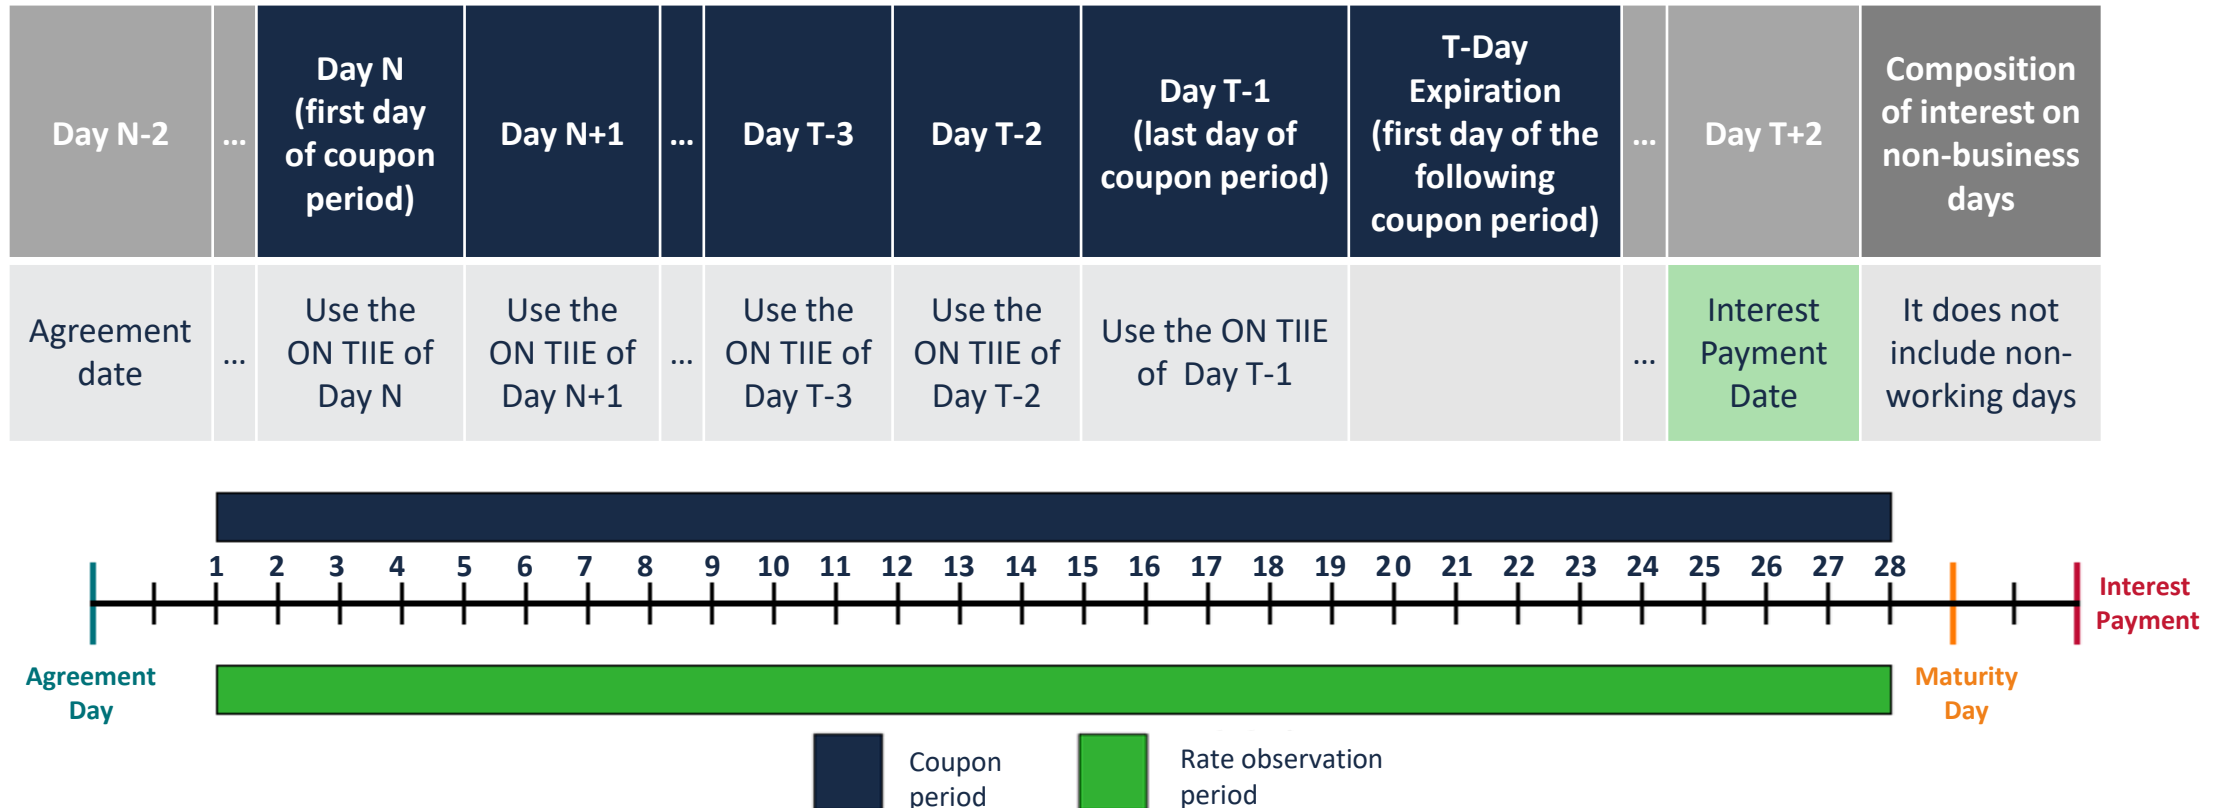 Day N-2
...
Day N
(first day
of coupon
period)
Day N+1
...
Day T-3
Day T-2
Day T-1
(last day of
coupon period)
T-Day
Expiration
(first day of the
following
coupon period)
...
Day T+2
Composition
of interest on
non-business
days
Agreement
date
...
Use the
ON TIIE of
Day N
Use the
ON TIIE of
Day N+1
...
Use the
ON TIIE of
Day T-3
Use the
ON TIIE of
Day T-2
Use the ON TIIE
of Day T-1
...
Interest
Payment
Date
It does not
include non-
working days
1 2 3 4 5 6 7 8 9 10 11 12 13 14 15 16 17 18 19 20 21 22 23 24 25 26 27 28
Interest
Payment
Agreement
Day
Maturity
Day
Coupon
period
Rate observation
period